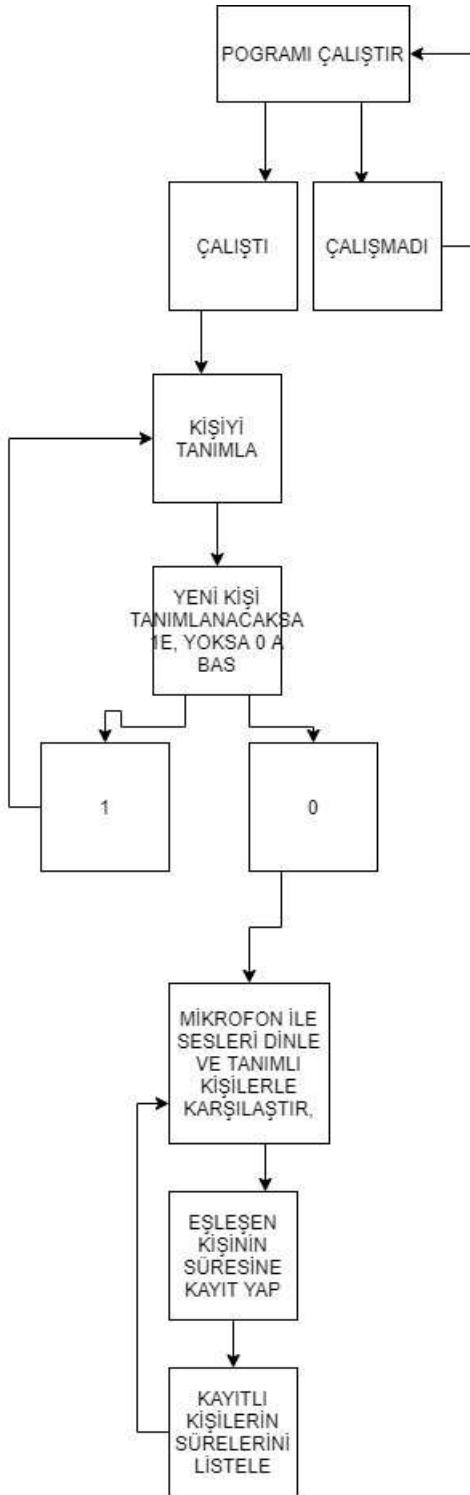 POGRAMI ÇALIŞTIR
ÇALIŞTI
ÇALIŞMADI
KİŞİYİ
TANIMLA
YENİ KİŞİ
TANIMLANACAKSA
1E, YOKSA 0 A
BAS
1
0
MİKROFON İLE
SESLERİ DİNLE
VE TANIMLI
KİŞİLERLE
KARŞILAŞTIR,
EŞLEŞEN
KİŞİNİN
SÜRESİNE
KAYIT YAP
KAYITLI
KİŞİLERİN
SÜRELERİNİ
LİSTELE